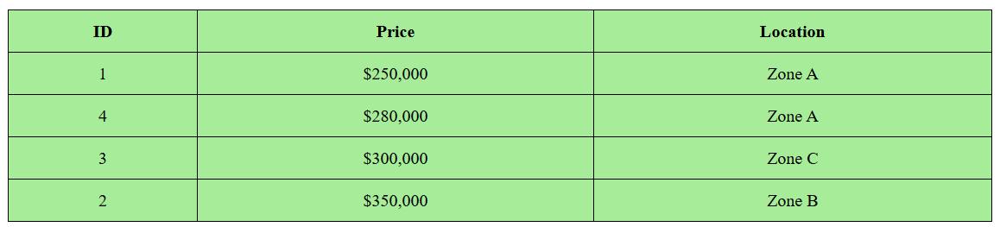 ID Price Location
1 $250,000 Zone A
4 $280,000 Zone A
3 $300,000 Zone C
2 $350,000 Zone B